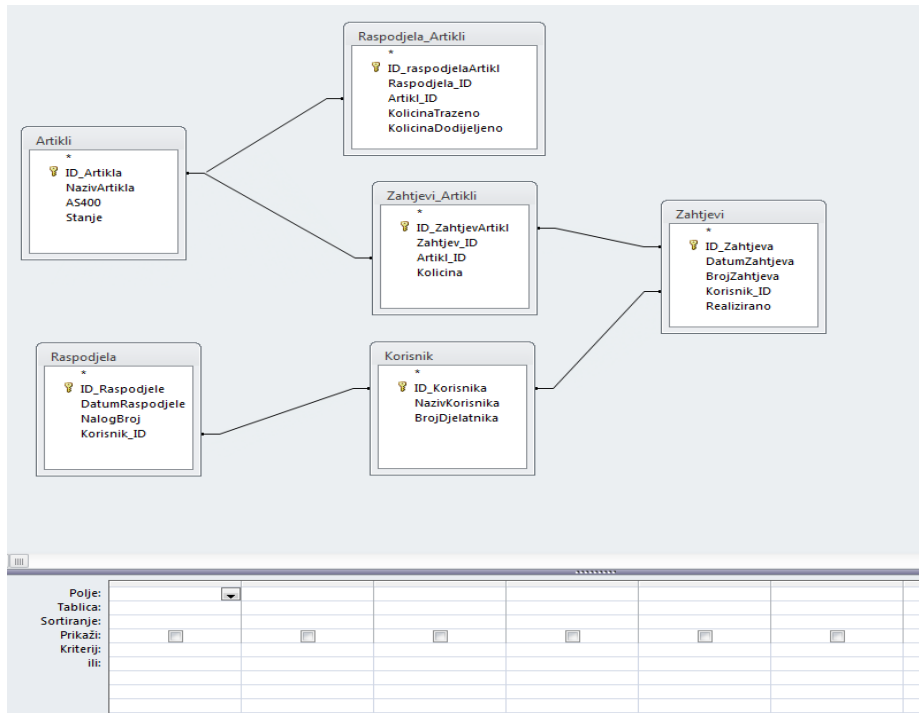 Raspodjela_Artikli
*
ID_raspodjelaArtikl
Raspodjela_ID
Artikl_ID
KolicinaTrazeno
KolicinaDodijeljeno
Artikli
*
ID_Artikla
NazivArtikla
AS400
Stanje
Zahtjevi_Artikli
*
ID_ZahtjevArtikl
Zahtjev_ID
Artikl_ID
Kolicina
Zahtjevi
*
ID_Zahtjeva
DatumZahtjeva
BrojZahtjeva
Korisnik_ID
Realizirano
Raspodjela
*
ID_Raspodjele
DatumRaspodjele
NalogBroj
Korisnik_ID
Korisnik
*
ID_Korisnika
NazivKorisnika
BrojDjelatnika
Polje:
Tablica:
Sortiranje:
Prikaži:
Kriterij:
ili: